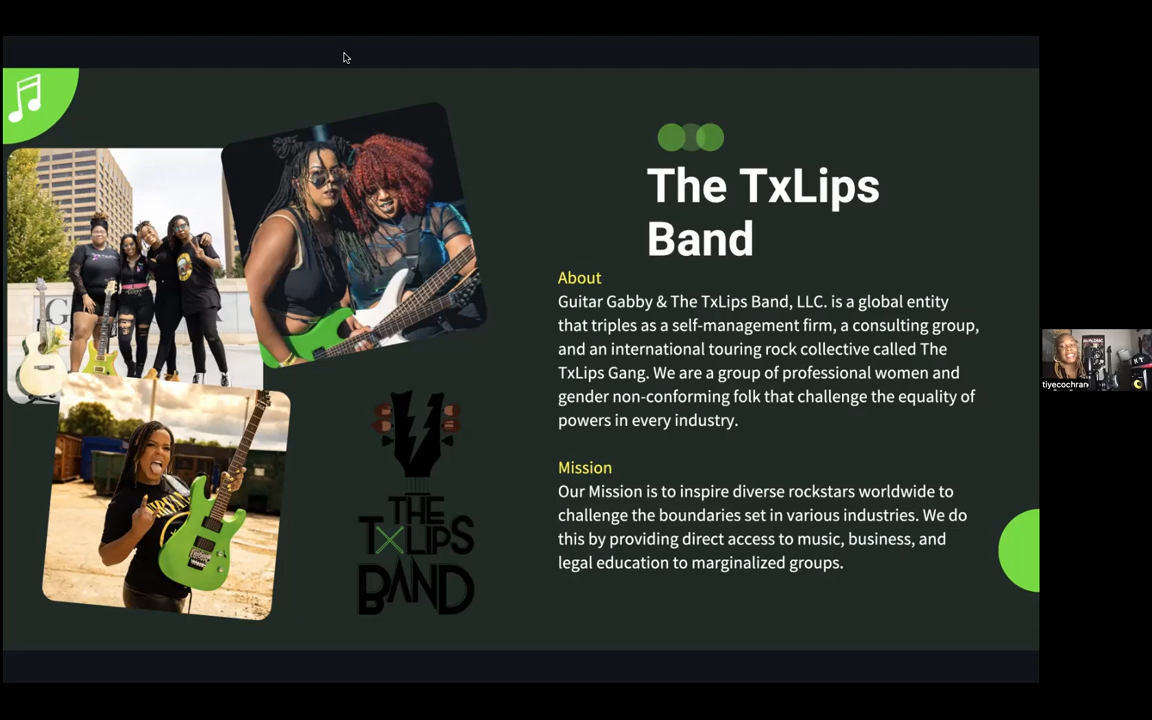 The TxLips
Band
About
Guitar Gabby & The TxLips Band, LLC. is a global entity
that triples as a self-management firm, a consulting group,
and an international touring rock collective called The
TxLips Gang. We are a group of professional women and
gender non-conforming folk that challenge the equality of
powers in every industry.
Mission
Our Mission is to inspire diverse rockstars worldwide to
challenge the boundaries set in various industries. We do
this by providing direct access to music, business, and
legal education to marginalized groups.
THE
TXLIPS
BAND
tiyecochran